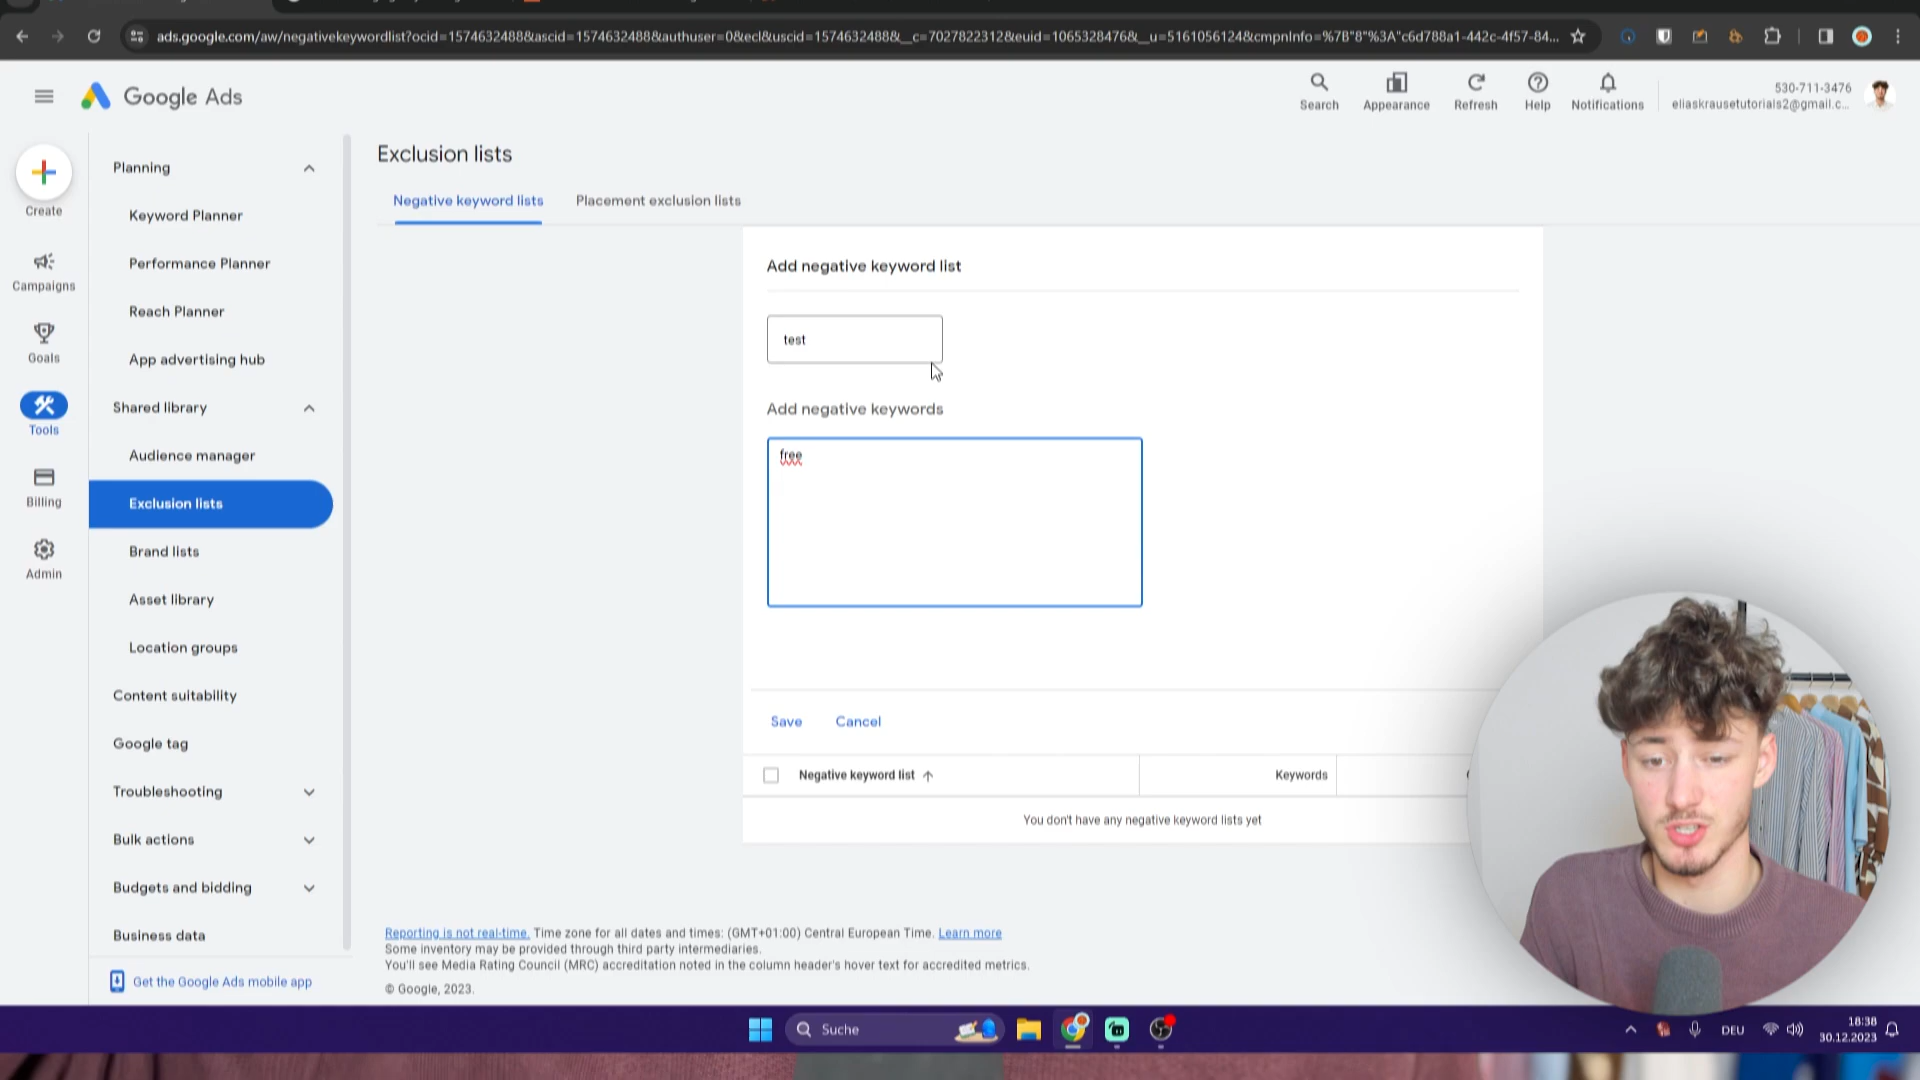 ads.google.com/aw/negativekeywordlist?ocid=1574632488&ascid=1574632488&authuser=0&ecl&uscid=1574632488&__c=7027822312&euid=1065328476&__u=5161056124&cmpnInfo=%7B"8"%3A"c6d788a1-442c-4f57-84...
Google Ads
Search
Appearance
Refresh
Help
Notifications
530-711-3476
eliaskrausetutorials2@gmail.c...
Create
Campaigns
Goals
Tools
Billing
Admin
Planning
Keyword Planner
Performance Planner
Reach Planner
App advertising hub
Shared library
Audience manager
Exclusion lists
Brand lists
Asset library
Location groups
Content suitability
Google tag
Troubleshooting
Bulk actions
Budgets and bidding
Business data
Get the Google Ads mobile app
Exclusion lists
Negative keyword lists
Placement exclusion lists
Add negative keyword list
test
Add negative keywords
free
Save
Cancel
Negative keyword list
Keywords
You don't have any negative keyword lists yet
Reporting is not real-time. Time zone for all dates and times: (GMT+01:00) Central European Time. Learn more
Some inventory may be provided through third party intermediaries.
You'll see Media Rating Council (MRC) accreditation noted in the column header's hover text for accredited metrics.
© Google, 2023.
Suche
DEU
18:38
30.12.2023